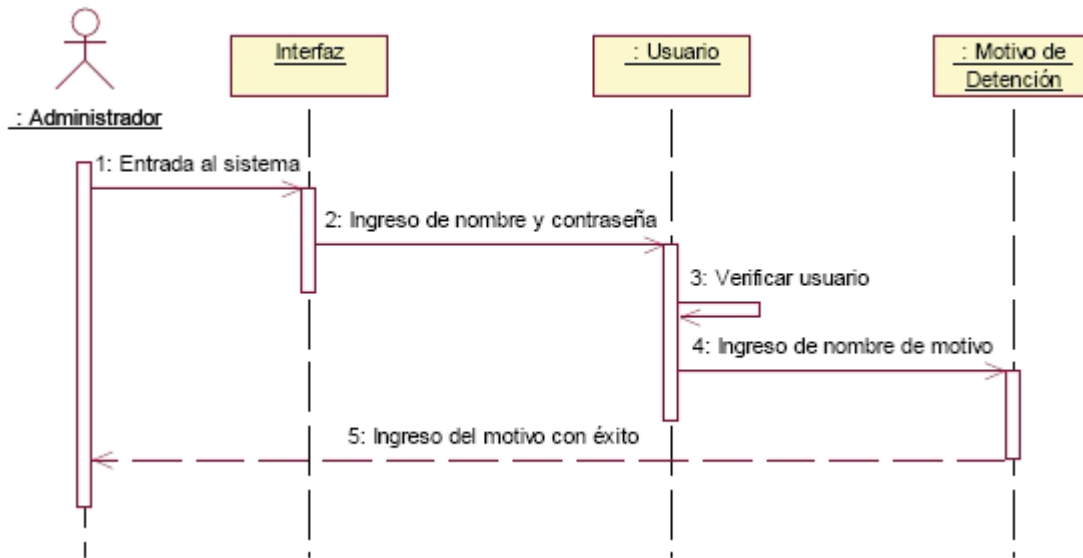 Interfaz
: Usuario
: Motivo de
Detención
: Administrador
1: Entrada al sistema
2: Ingreso de nombre y contraseña
3: Verificar usuario
4: Ingreso de nombre de motivo
5: Ingreso del motivo con éxito